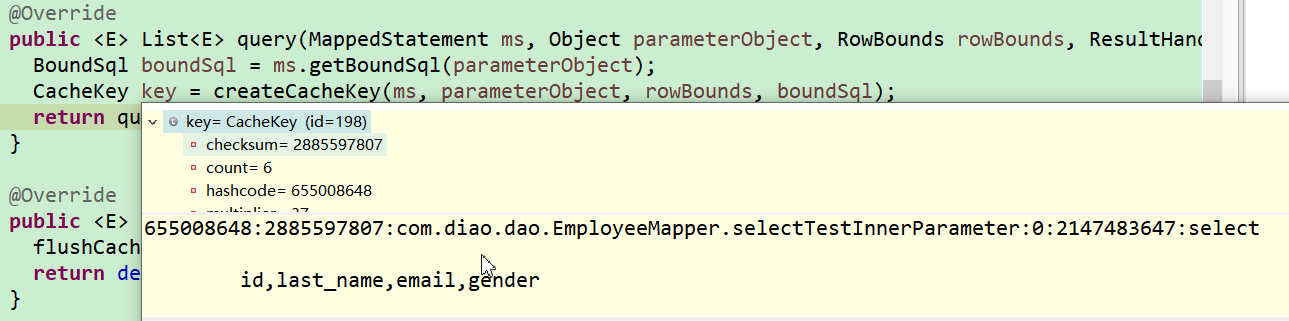 @Override
public <E> List<E> query(MappedStatement ms, Object parameterObject, RowBounds rowBounds, ResultHand
BoundSql boundSql = ms.getBoundSql(parameterObject);
CacheKey key = createCacheKey(ms, parameterObject, rowBounds, boundSql);
return qu
}
key= CacheKey (id=198)
checksum= 2885597807
count= 6
hashcode= 655008648
@Override
public <E>
flushCach
return de
}
655008648:2885597807:com.diao.dao.EmployeeMapper.selectTestInnerParameter:0:2147483647:select
id,last_name,email,gender